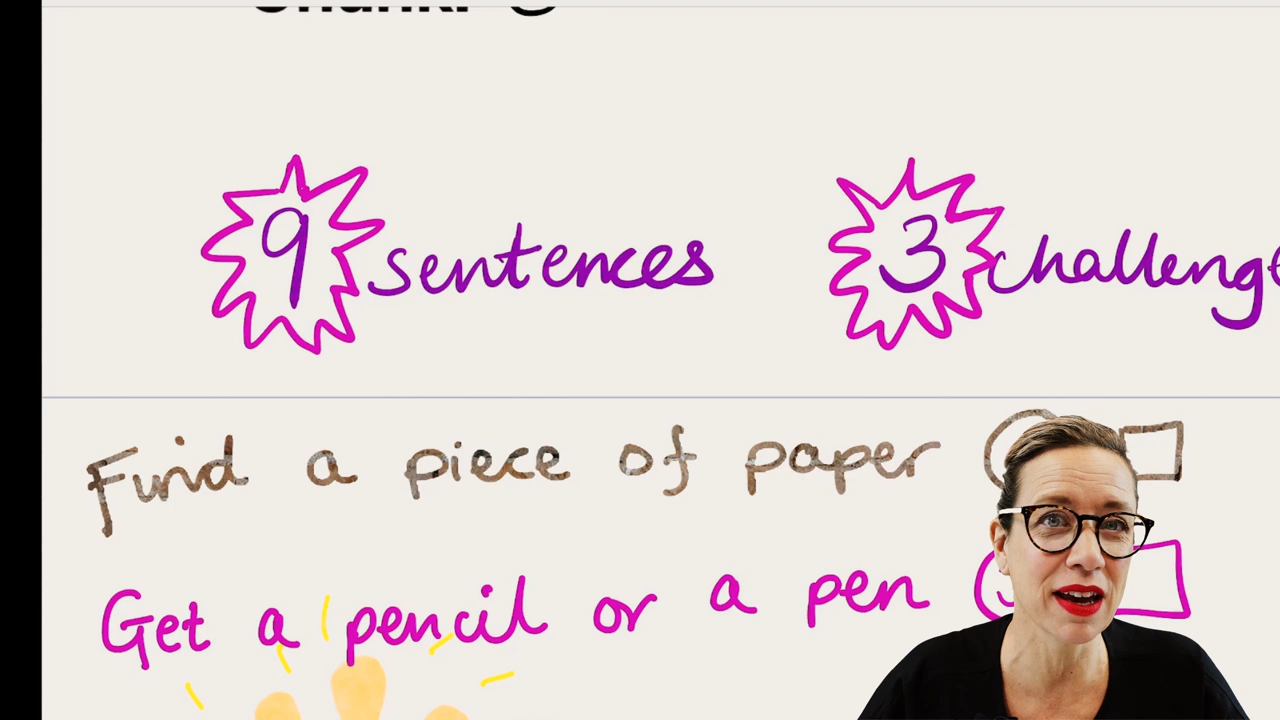 9 sentences 3 challenge
Find a piece of paper
Get a pencil or a pen